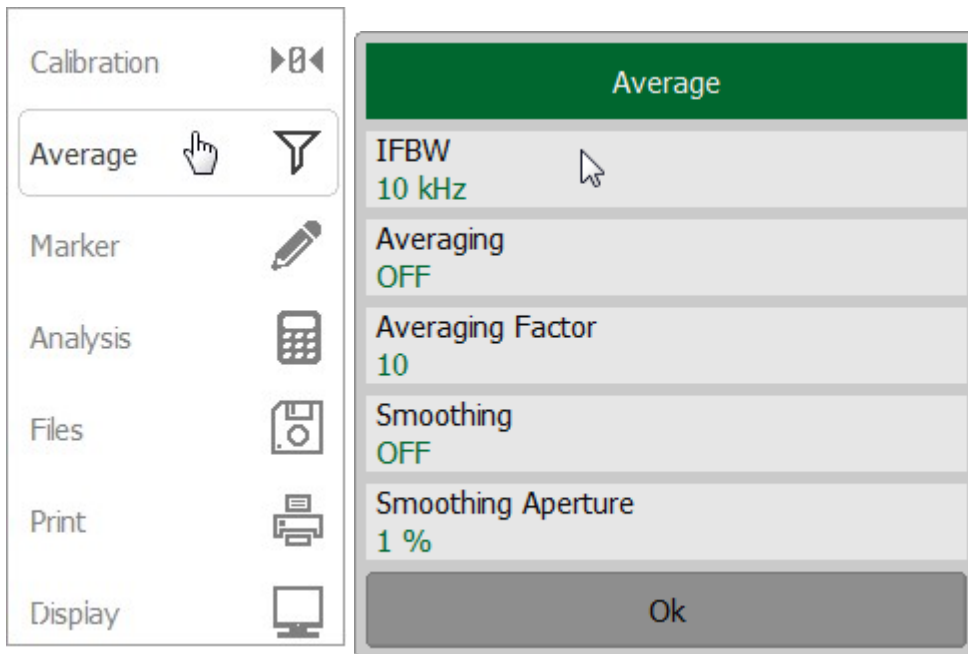 Calibration
Average
Marker
Analysis
Files
Print
Display
Average
IFBW
10 kHz
Averaging
OFF
Averaging Factor
10
Smoothing
OFF
Smoothing Aperture
1 %
Ok